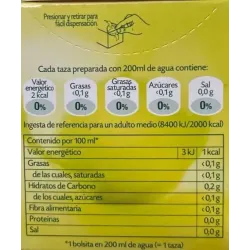 Presionar y retirar para
fácil dispensación
Cada taza preparada con 200ml de agua contiene:
Valor energético 2 kcal 0%
Grasas <0,1g 0%
Grasas saturadas <0,1g 0%
Azúcares <0,1g 0%
Sal 0,0g 0%
Ingesta de referencia para un adulto medio (8400 kJ/2000 kcal)
Contenido por 100 ml*
Valor energético 3 kJ 1 kcal
Grasas <0,1g
de las cuales, saturadas <0,1g
Hidratos de Carbono 0,2 g
de los cuales, azúcares <0,1g
Fibra alimentaria <0,1g
Proteínas 0,0 g
Sal 0,0 g
*1 bolsita en 200 ml de agua (= 1 taza)